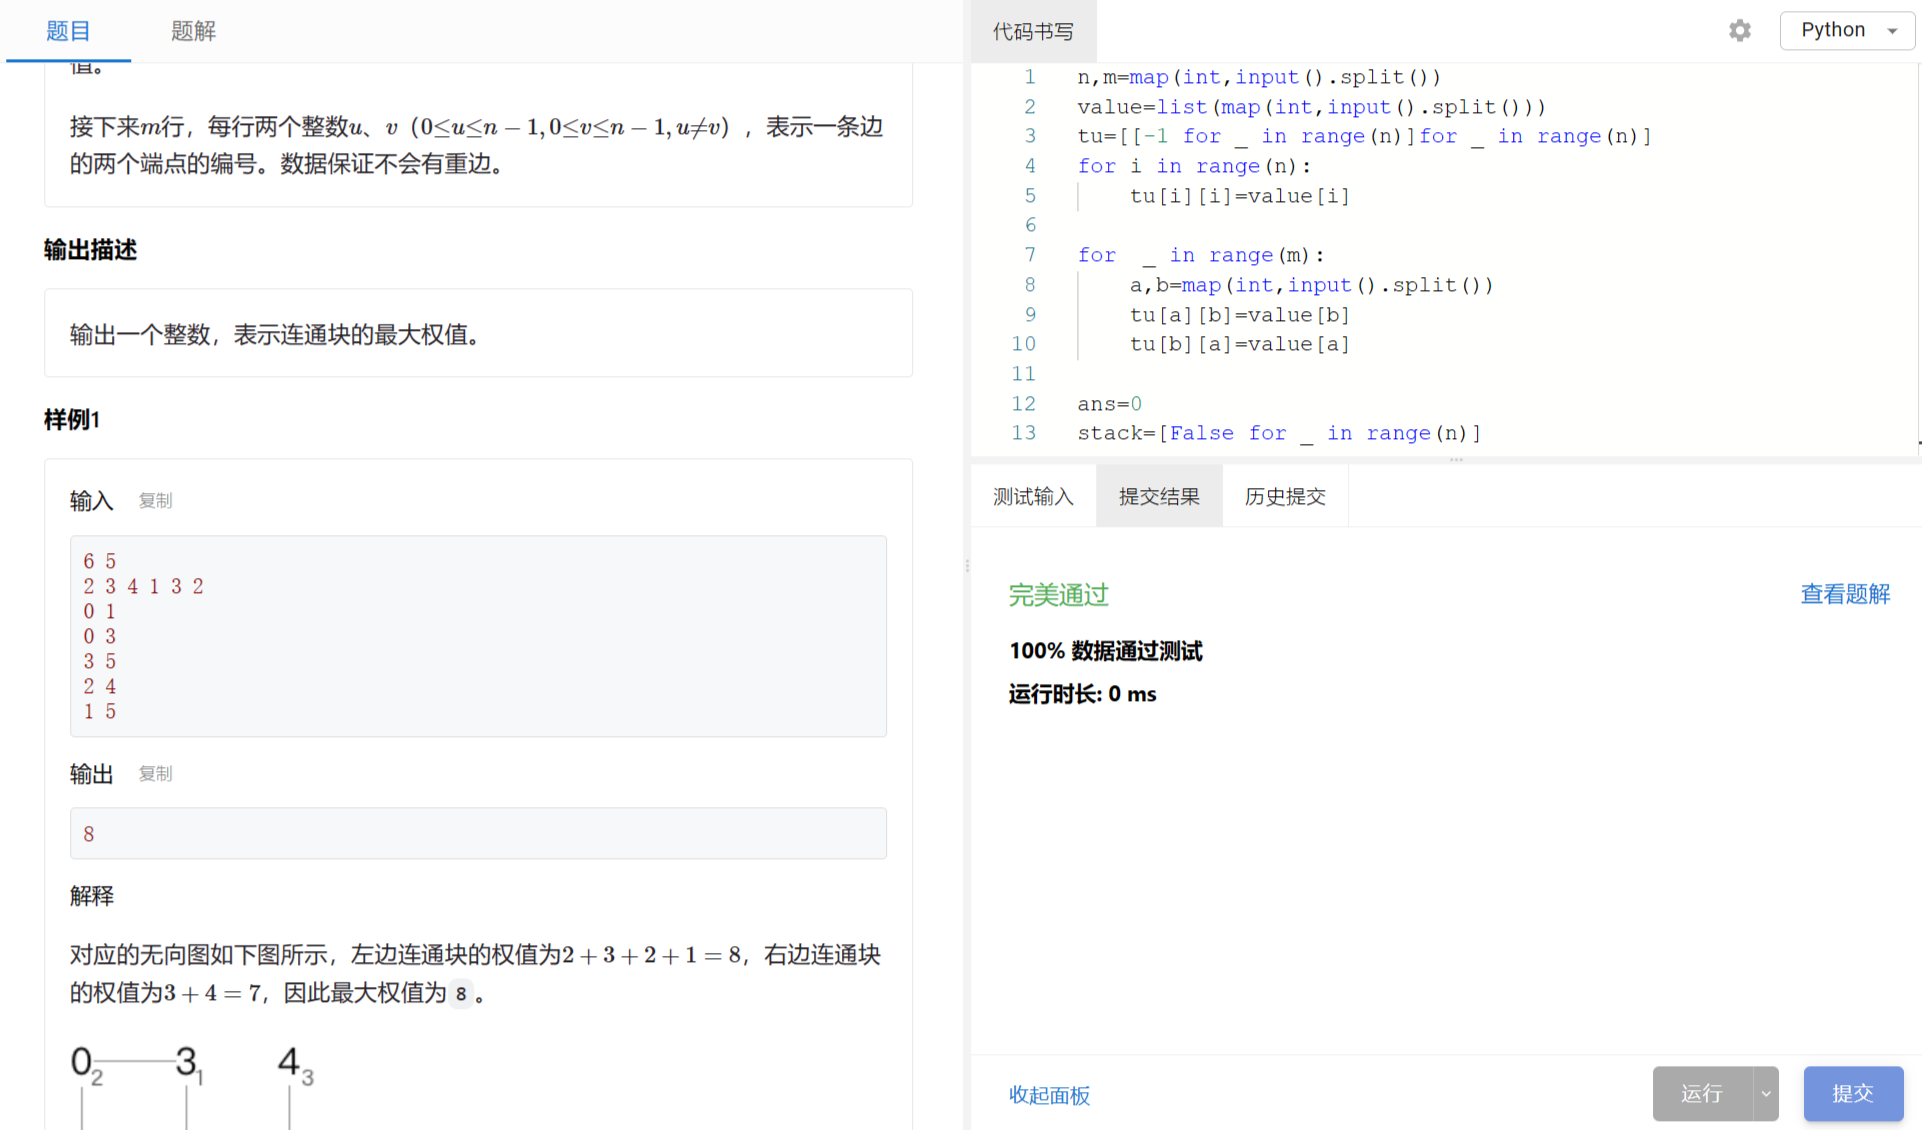 题目
题解
值。
接下来m行，每行两个整数u、v（0≤u≤n − 1, 0≤v≤n − 1, u≠v），表示一条边
的两个端点的编号。数据保证不会有重边。
输出描述
输出一个整数，表示连通块的最大权值。
样例1
输入 复制
6 5
2 3 4 1 3 2
0 1
0 3
3 5
2 4
1 5
输出 复制
8
解释
对应的无向图如下图所示，左边连通块的权值为2 + 3 + 2 + 1 = 8，右边连通块
的权值为3 + 4 = 7，因此最大权值为 8 。
0 2 3 1 4 3
代码书写
Python
1 n,m=map(int,input().split())
2 value=list(map(int,input().split()))
3 tu=[[-1 for _ in range(n)]for _ in range(n)]
4 for i in range(n):
5     tu[i][i]=value[i]
6
7 for  _ in range(m):
8     a,b=map(int,input().split())
9     tu[a][b]=value[b]
10     tu[b][a]=value[a]
11
12 ans=0
13 stack=[False for _ in range(n)]
测试输入
提交结果
历史提交
完美通过
查看题解
100% 数据通过测试
运行时长: 0 ms
收起面板
运行
提交